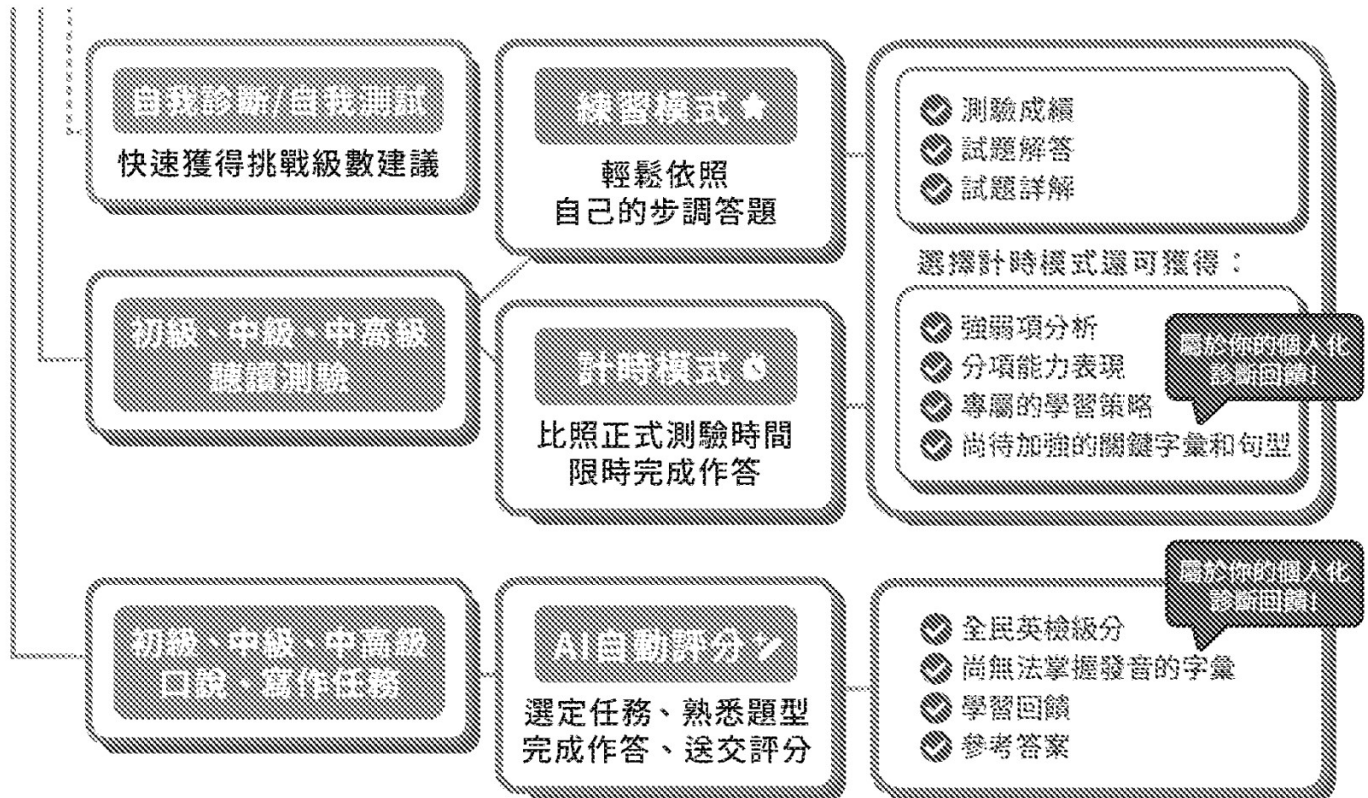 自我診斷/自我測試
快速獲得挑戰級數建議
練習模式
輕鬆依照
自己的步調答題
測驗成績
試題解答
試題詳解
初級、中級、中高級
聽讀測驗
計時模式
比照正式測驗時間
限時完成作答
選擇計時模式還可獲得：
強弱項分析
分項能力表現
專屬的學習策略
尚待加強的關鍵字彙和句型
屬於你的個人化
診斷回饋!
初級、中級、中高級
口說、寫作任務
AI自動評分
選定任務、熟悉題型
完成作答、送交評分
全民英檢級分
尚無法掌握發音的字彙
學習回饋
參考答案
屬於你的個人化
診斷回饋!